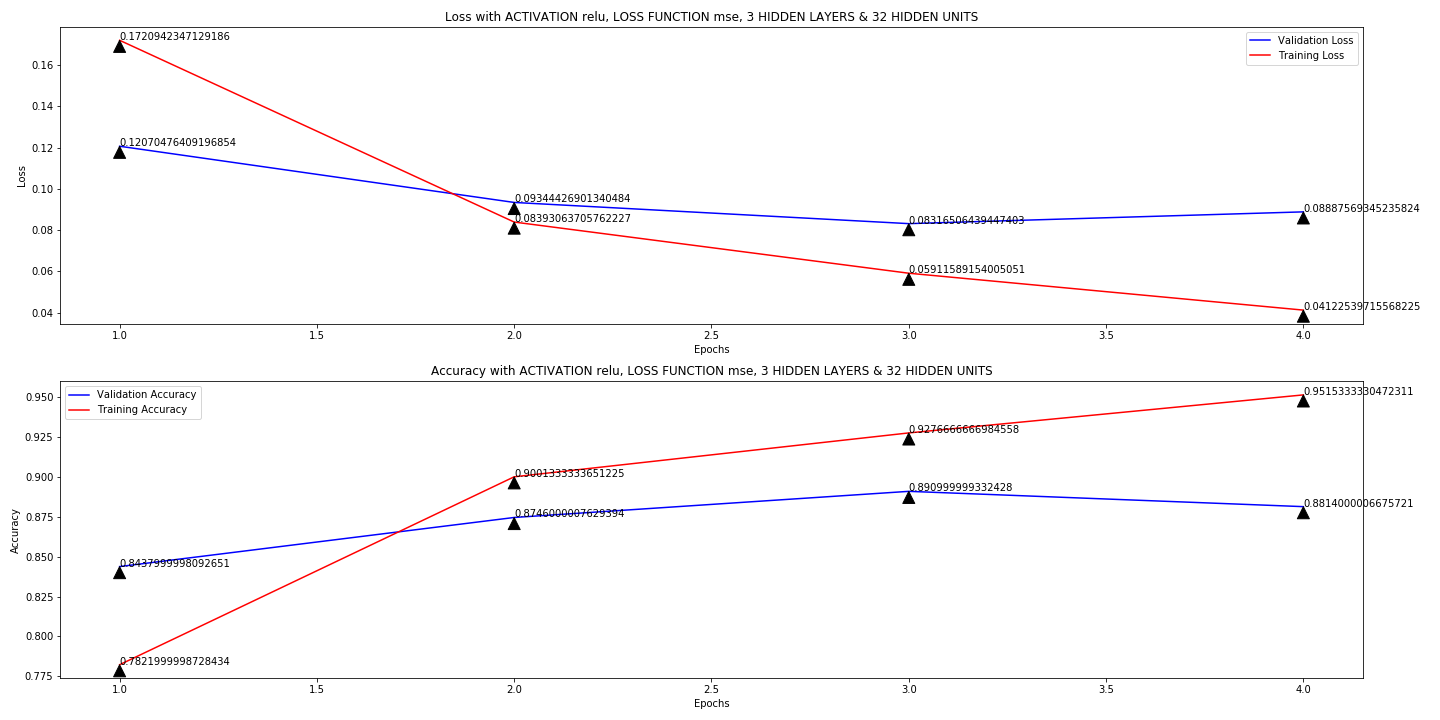 Loss with ACTIVATION relu, LOSS FUNCTION mse, 3 HIDDEN LAYERS & 32 HIDDEN UNITS
0.1720942347129186
Validation Loss
Training Loss
0.16
0.14
0.12070476409196854
0.12
Loss
0.10
0.09344426901340484
0.08887569345235824
0.08393063705762227
0.08316506439447403
0.08
0.06
0.05911589154005051
0.04
0.04122539715568225
1.0 1.5 2.0 2.5 3.0 3.5 4.0
Epochs
Accuracy with ACTIVATION relu, LOSS FUNCTION mse, 3 HIDDEN LAYERS & 32 HIDDEN UNITS
Validation Accuracy
Training Accuracy
0.950
0.9515333330472311
0.925
0.9276666666984558
0.900
0.9001333333651225
0.890999999332428
0.8814000006675721
0.875
0.8746000007629394
Accuracy
0.850
0.8437999998092651
0.825
0.800
0.7821999998728434
0.775
1.0 1.5 2.0 2.5 3.0 3.5 4.0
Epochs